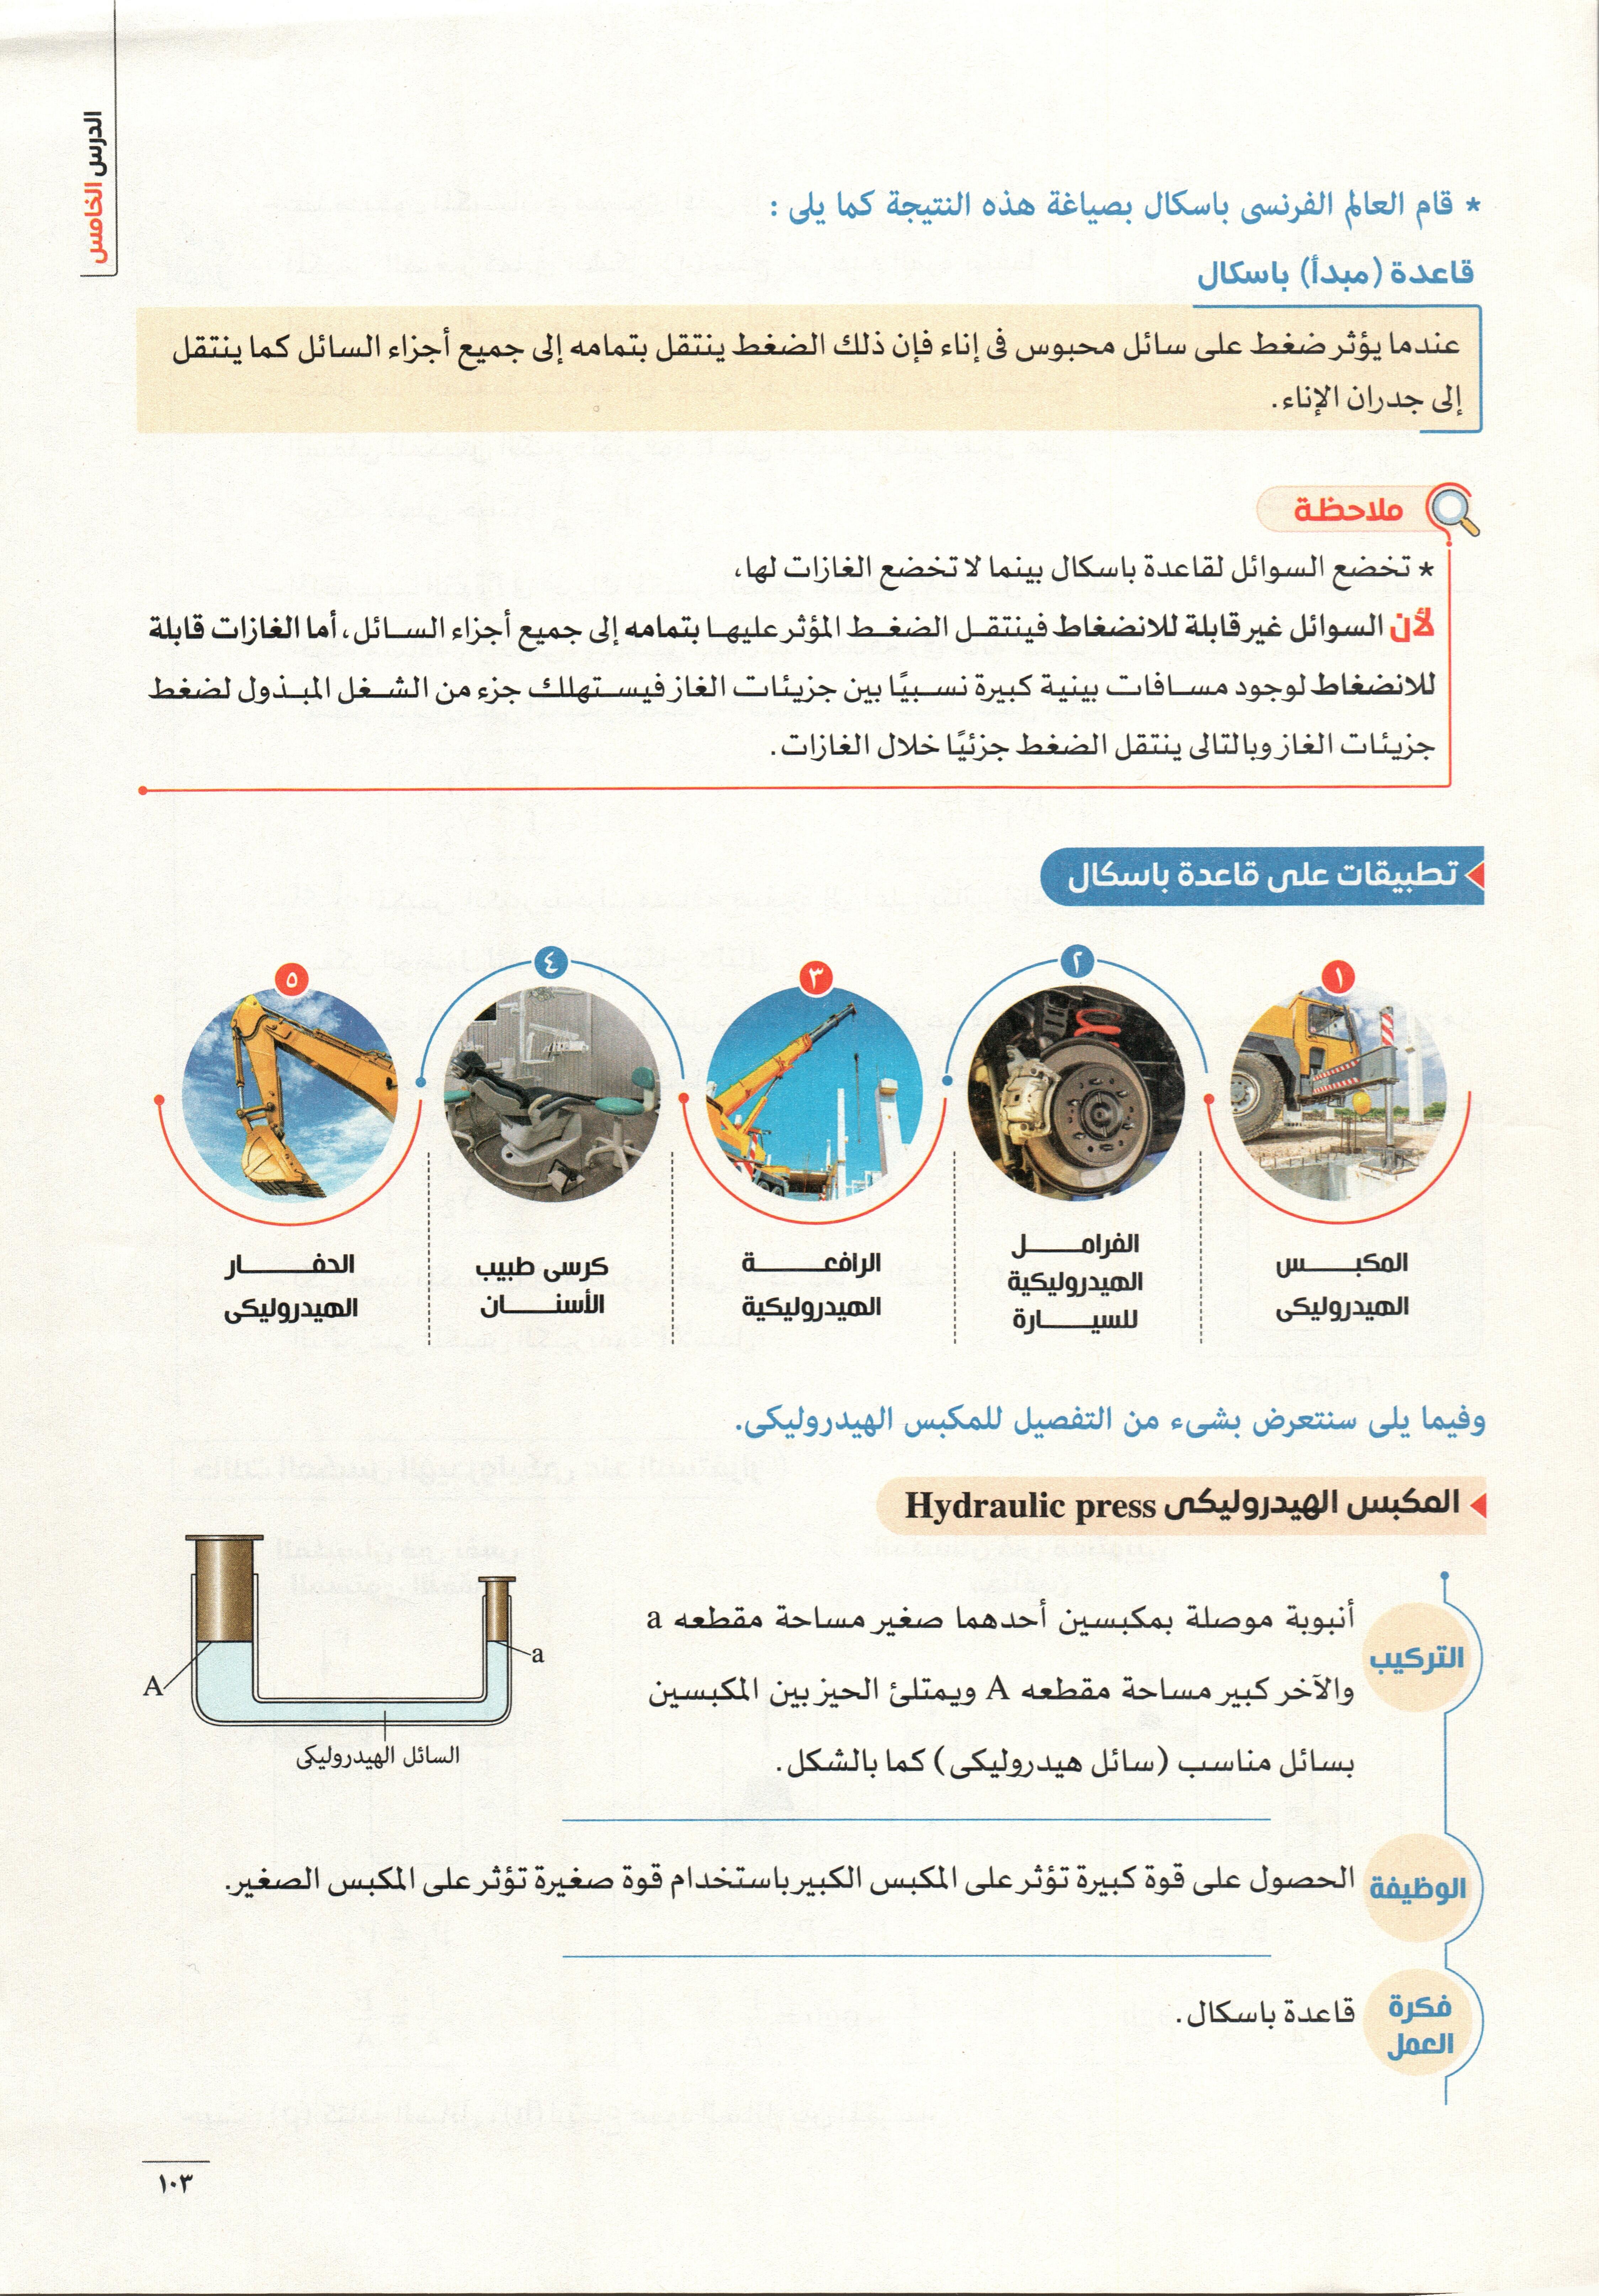 الدرس الخامس
* قام العالم الفرنسى باسكال بصياغة هذه النتيجة كما يلى :
قاعدة (مبدأ) باسكال
عندما يؤثر ضغط على سائل محبوس فى إناء فإن ذلك الضغط ينتقل بتمامه إلى جميع أجزاء السائل كما ينتقل
إلى جدران الإناء.
ملاحظة
* تخضع السوائل لقاعدة باسكال بينما لا تخضع الغازات لها،
لأن السوائل غير قابلة للانضغاط فينتقل الضغط المؤثر عليها بتمامه إلى جميع أجزاء السائل، أما الغازات قابلة
للانضغاط لوجود مسافات بينية كبيرة نسبيًا بين جزيئات الغاز فيستهلك جزء من الشغل المبذول لضغط
جزيئات الغاز وبالتالى ينتقل الضغط جزئيًا خلال الغازات.
تطبيقات على قاعدة باسكال
١
المكبس
الهيدروليكى
٢
الفرامل
الهيدروليكية
للسيارة
٣
الرافعة
الهيدروليكية
٤
كرسى طبيب
الأسنان
٥
الحفار
الهيدروليكى
وفيما يلى سنتعرض بشىء من التفصيل للمكبس الهيدروليكى.
المكبس الهيدروليكى Hydraulic press
التركيب
أنبوبة موصلة بمكبسين أحدهما صغير مساحة مقطعه a
والآخر كبير مساحة مقطعه A ويمتلئ الحيز بين المكبسين
بسائل مناسب (سائل هيدروليكى) كما بالشكل.
a
A
السائل الهيدروليكى
الوظيفة
الحصول على قوة كبيرة تؤثر على المكبس الكبير باستخدام قوة صغيرة تؤثر على المكبس الصغير.
فكرة
العمل
قاعدة باسكال.
١٠٣